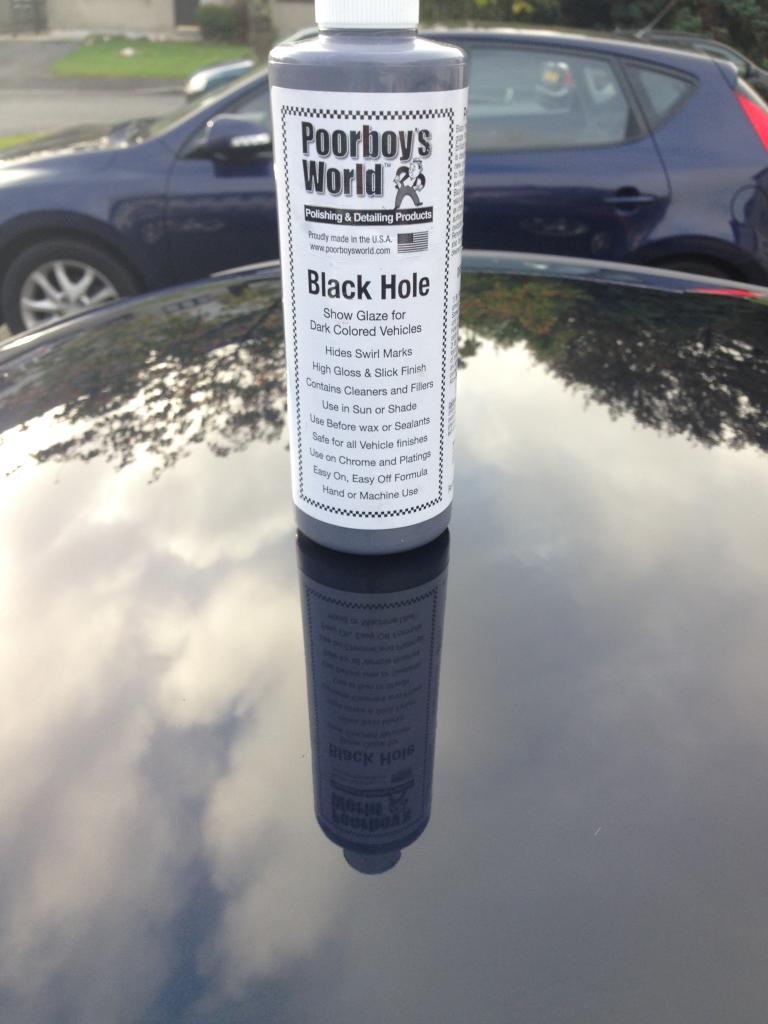 Poorboy's
World™
Polishing & Detailing Products
Proudly made in the U.S.A.
www.poorboysworld.com
Black Hole
Show Glaze for
Dark Colored Vehicles
Hides Swirl Marks
High Gloss & Slick Finish
Contains Cleaners and Fillers
Use in Sun or Shade
Use Before wax or Sealants
Safe for all Vehicle finishes
Use on Chrome and Platings
Easy On, Easy Off Formula
Hand or Machine Use